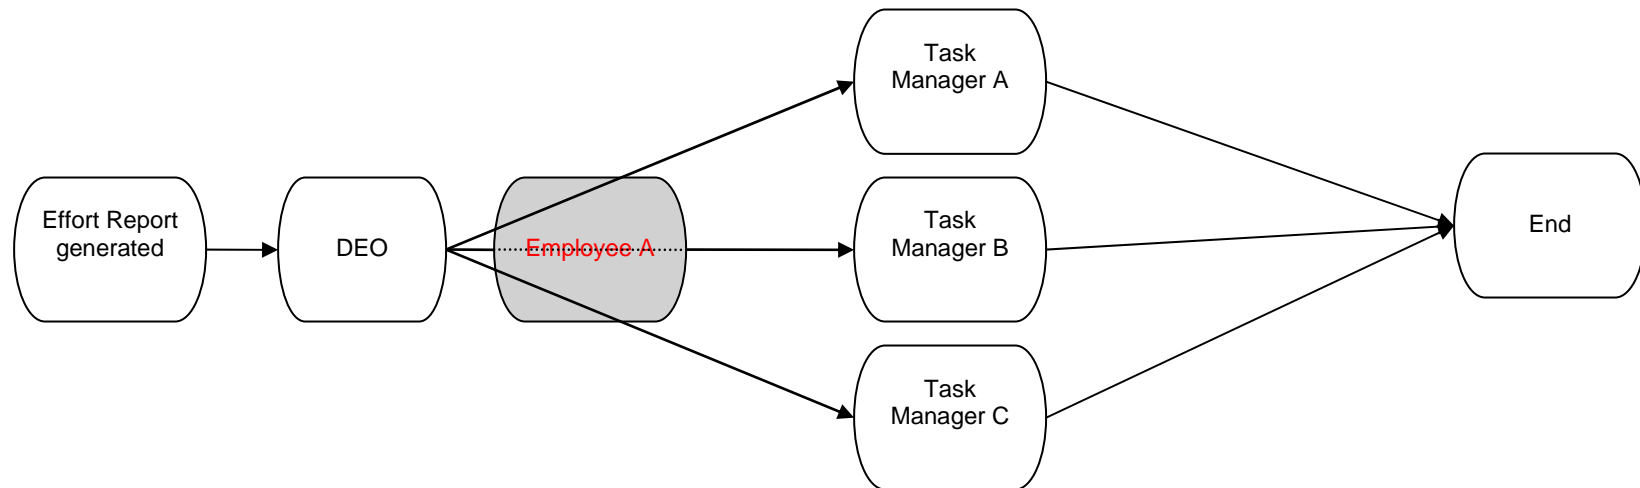 Effort Report
generated
DEO
Employee A
Task
Manager A
Task
Manager B
Task
Manager C
End